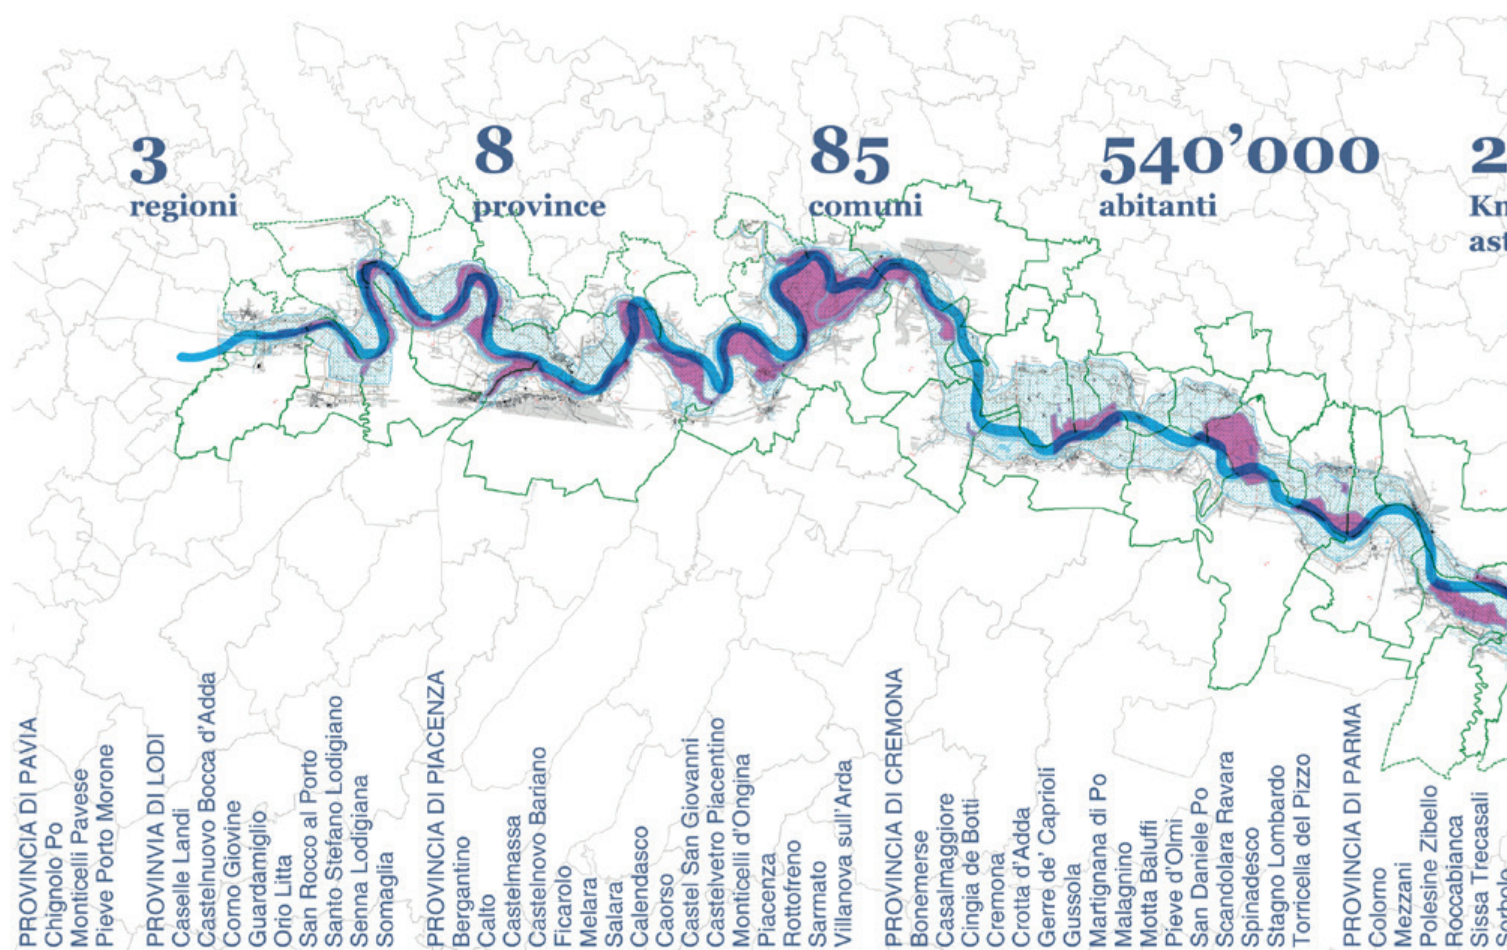 3
regioni
8
province
85
comuni
540’000
abitanti
2
PROVINCIA DI PAVIA
Chignolo Po
Monticelli Pavese
Pieve Porto Morone
PROVINVIA DI LODI
Caselle Landi
Castelnuovo Bocca d'Adda
Corno Giovine
Guardamiglio
Orio Litta
San Rocco al Porto
Santo Stefano Lodigiano
Senna Lodigiana
Somaglia
PROVINCIA DI PIACENZA
Bergantino
Calto
Castelmassa
Castelnovo Bariano
Ficarolo
Melara
Salara
Calendasco
Caorso
Castel San Giovanni
Castelvetro Piacentino
Monticelli d'Ongina
Piacenza
Rottofreno
Sarmato
Villanova sull'Arda
PROVINCIA DI CREMONA
Bonemerse
Casalmaggiore
Cingia de Botti
Cremona
Crotta d'Adda
Gerre de' Caprioli
Gussola
Martignana di Po
Malagnino
Motta Baluffi
Pieve d'Olmi
San Daniele Po
Scandolara Ravara
Spinadesco
Stagno Lombardo
Torricella del Pizzo
PROVINCIA DI PARMA
Colorno
Mezzani
Polesine Zibello
Roccabianca
Sissa Trecasali